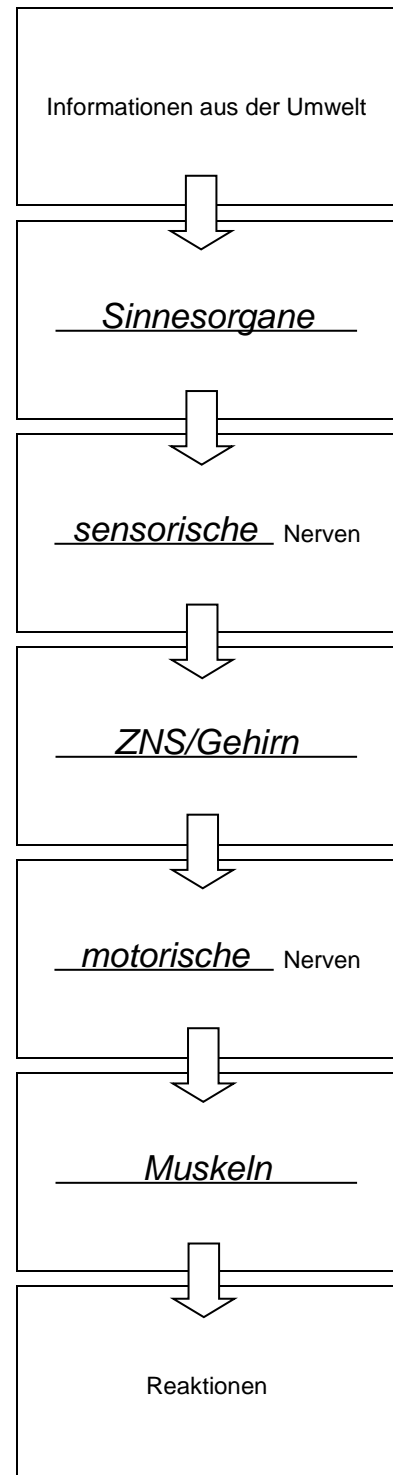 Informationen aus der Umwelt
Sinnesorgane
sensorische Nerven
ZNS/Gehirn
motorische Nerven
Muskeln
Reaktionen